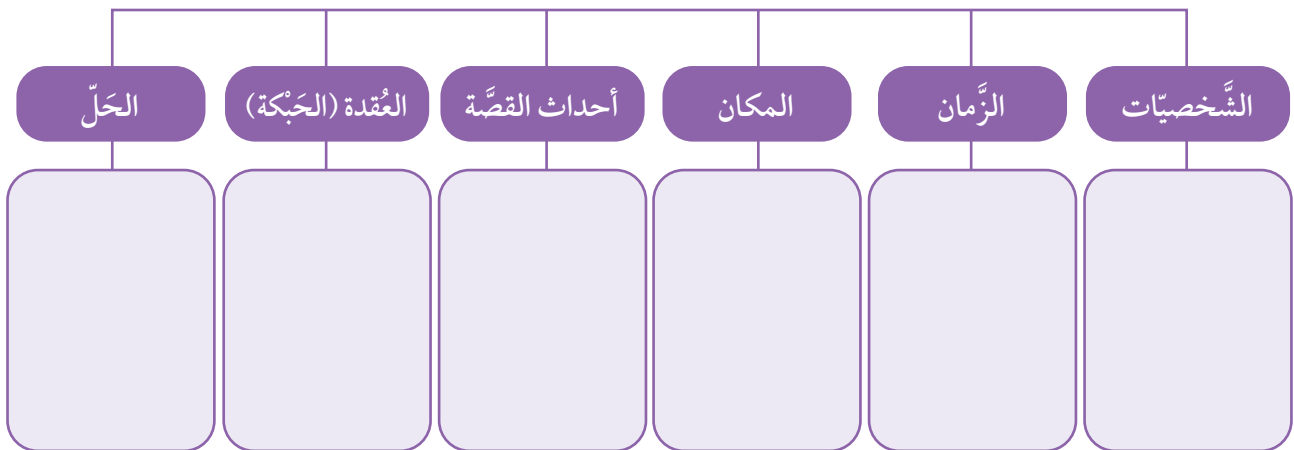 الشَّخصيّات
الزَّمان
المكان
أحداث القصَّة
العُقدة (الحَبْكة)
الحَلّ